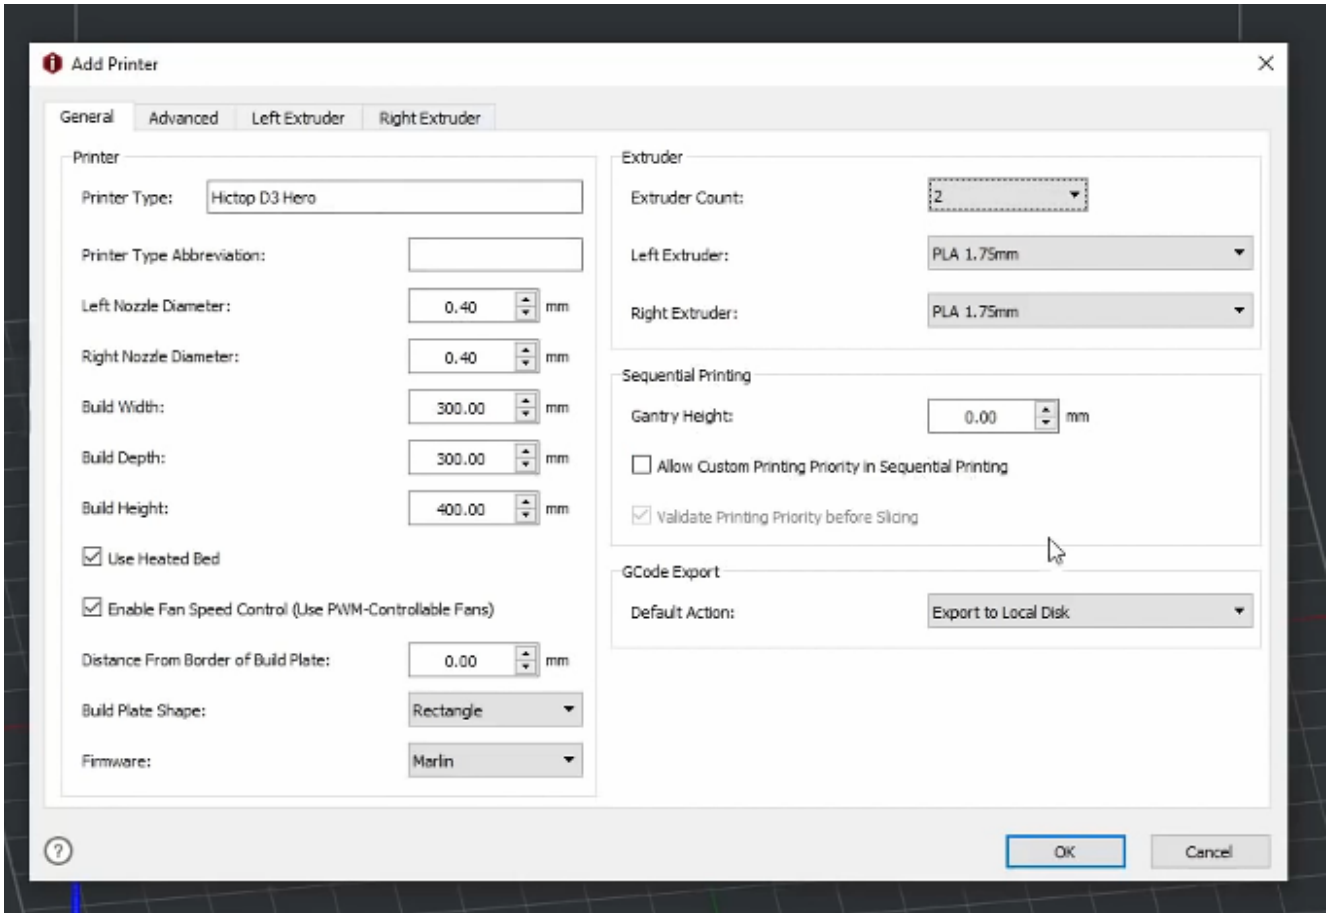 Add Printer
General Advanced Left Extruder Right Extruder
Printer
Printer Type: Hictop D3 Hero
Printer Type Abbreviation:
Left Nozzle Diameter: 0.40 mm
Right Nozzle Diameter: 0.40 mm
Build Width: 300.00 mm
Build Depth: 300.00 mm
Build Height: 400.00 mm
Use Heated Bed
Enable Fan Speed Control (Use PWM-Controllable Fans)
Distance From Border of Build Plate: 0.00 mm
Build Plate Shape: Rectangle
Firmware: Marlin
Extruder
Extruder Count: 2
Left Extruder: PLA 1.75mm
Right Extruder: PLA 1.75mm
Sequential Printing
Gantry Height: 0.00 mm
Allow Custom Printing Priority in Sequential Printing
Validate Printing Priority before Slicing
GCode Export
Default Action: Export to Local Disk
? OK Cancel